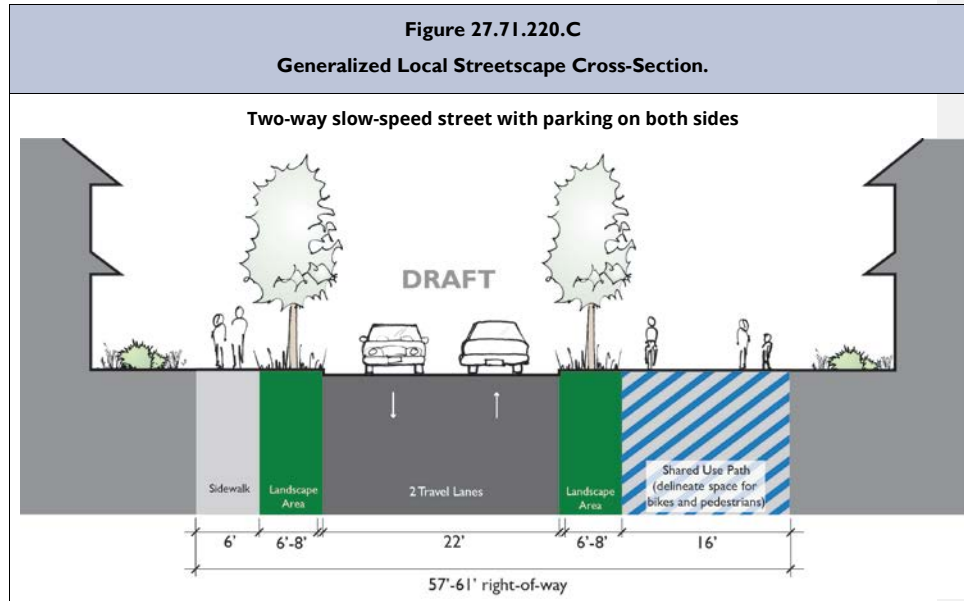 Figure 27.71.220.C
Generalized Local Streetscape Cross-Section.
Two-way slow-speed street with parking on both sides
DRAFT
Sidewalk
Landscape
Area
2 Travel Lanes
Landscape
Area
Shared Use Path
(delineate space for
bikes and pedestrians)
6'
6'-8'
22'
6'-8'
16'
57'-61' right-of-way